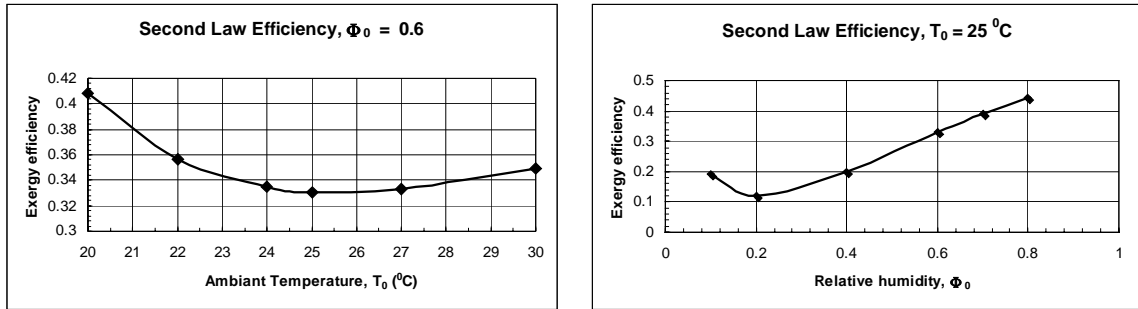 Second Law Efficiency, Φ₀ = 0.6
Exergy efficiency
0.42
0.4
0.38
0.36
0.34
0.32
0.3
20 21 22 23 24 25 26 27 28 29 30
Ambiant Temperature, T₀ (⁰C)
Second Law Efficiency, T₀ = 25 ⁰C
Exergy efficiency
0.5
0.4
0.3
0.2
0.1
0
0 0.2 0.4 0.6 0.8 1
Relative humidity, Φ₀